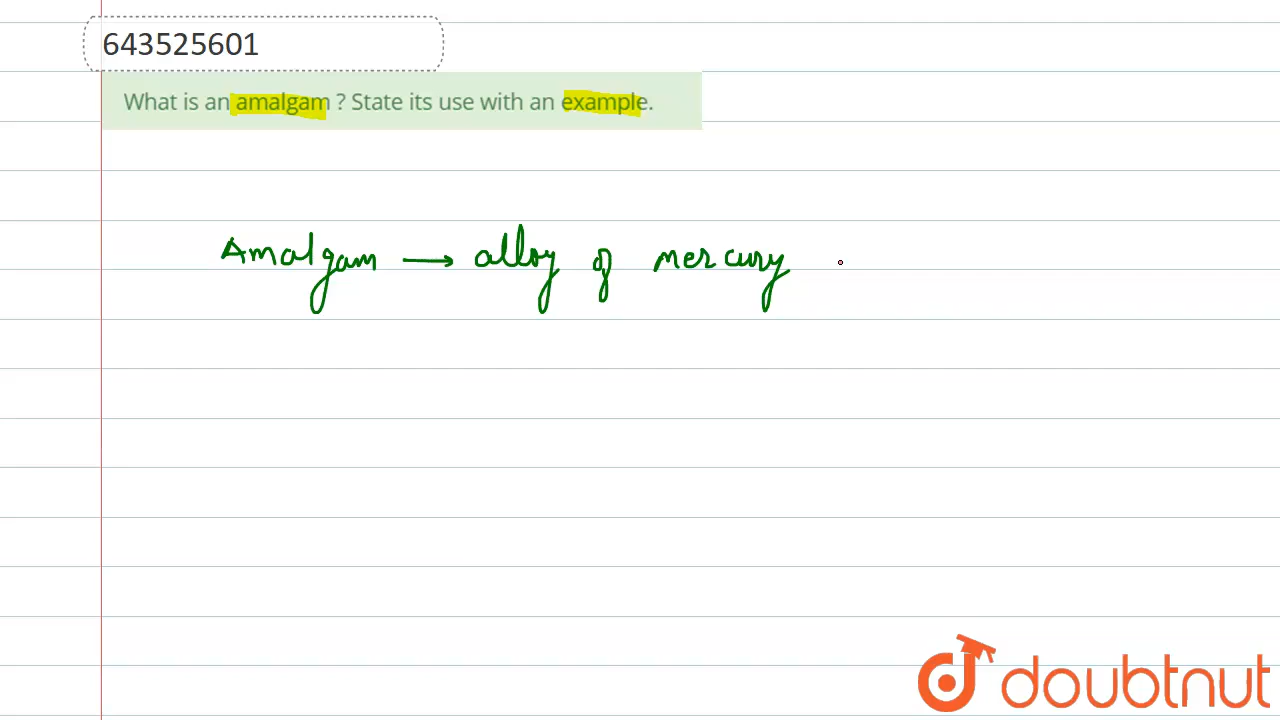 643525601
What is an amalgam ? State its use with an example.
Amalgam → alloy of mercury
doubtnut